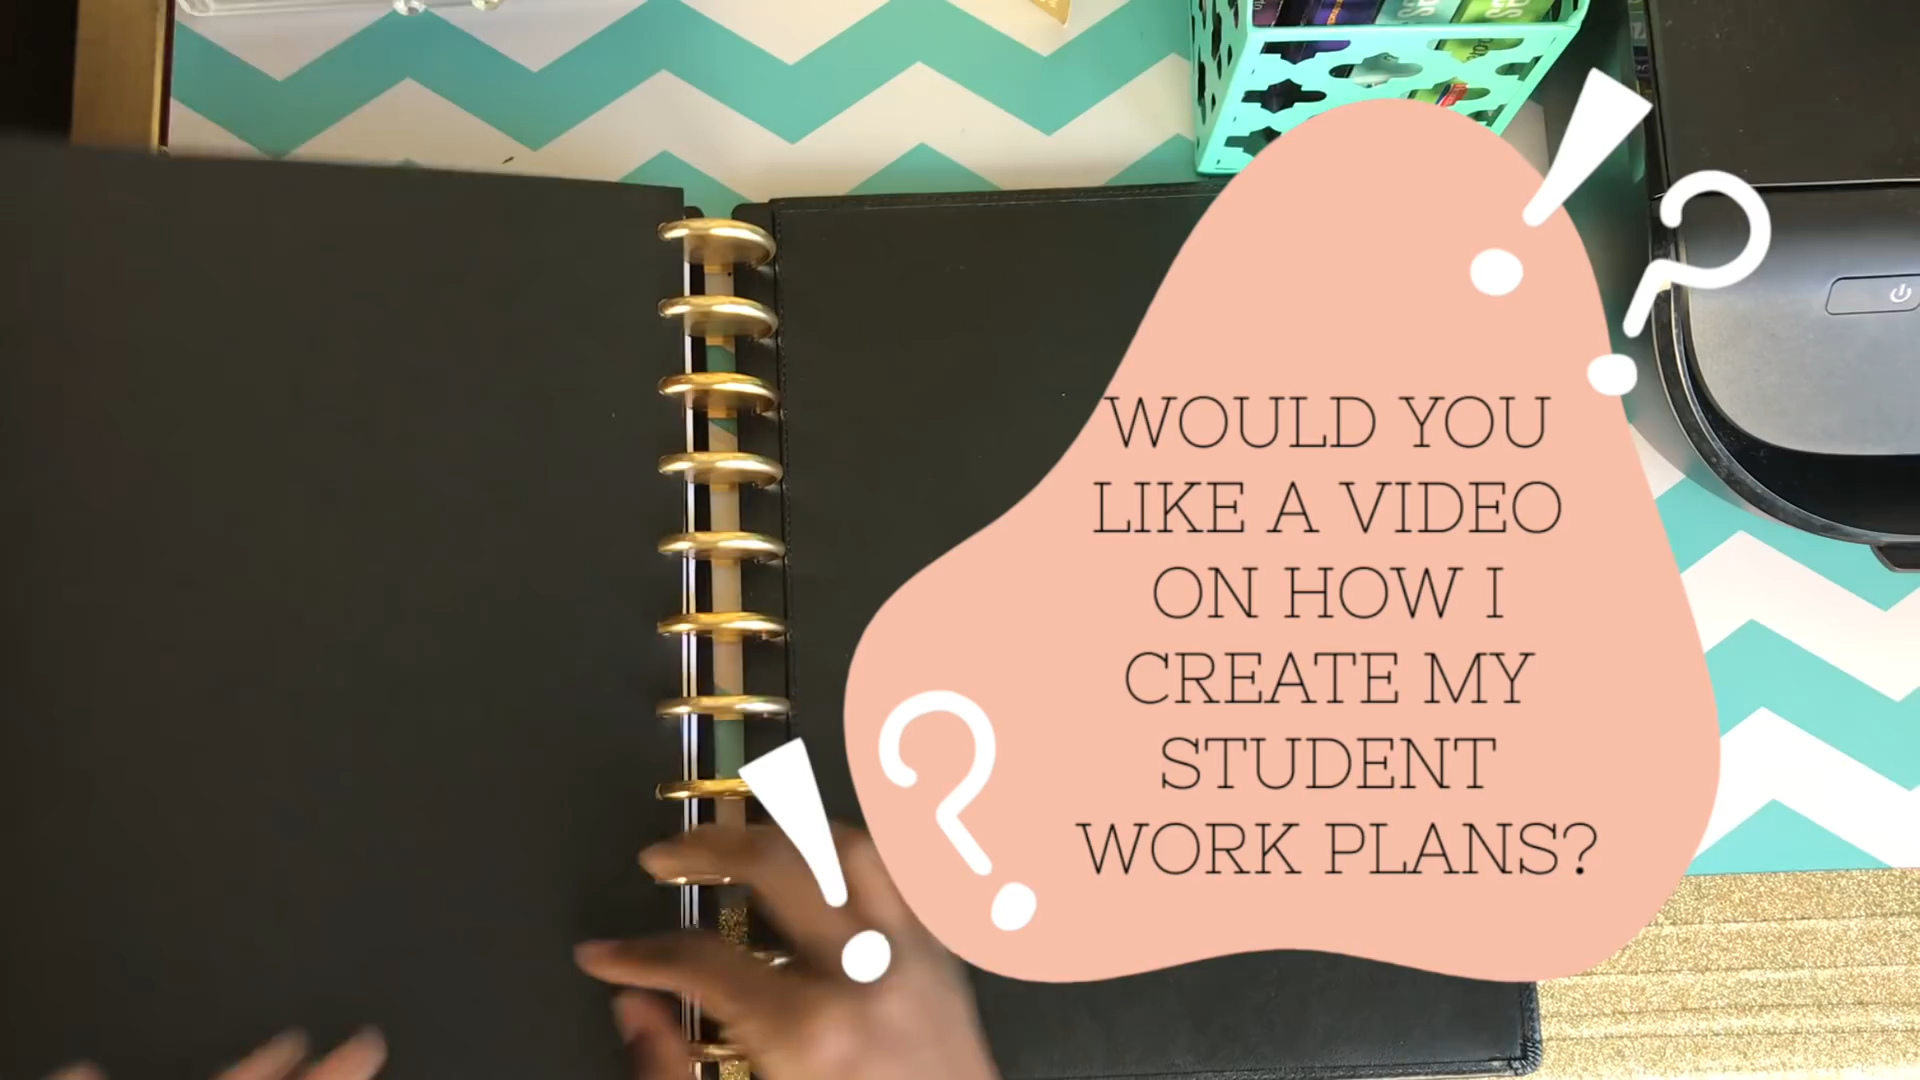 WOULD YOU
LIKE A VIDEO
ON HOW I
CREATE MY
STUDENT
WORK PLANS?